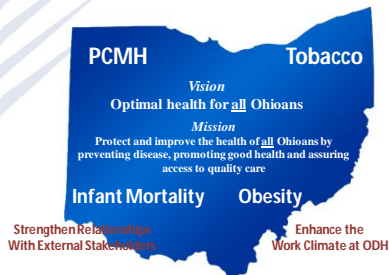 PCMH Tobacco
Vision
Optimal health for all Ohioans
Mission
Protect and improve the health of all Ohioans by
preventing disease, promoting good health and assuring
access to quality care
Infant Mortality Obesity
Strengthen Relationships
With External Stakeholders
Enhance the
Work Climate at ODH